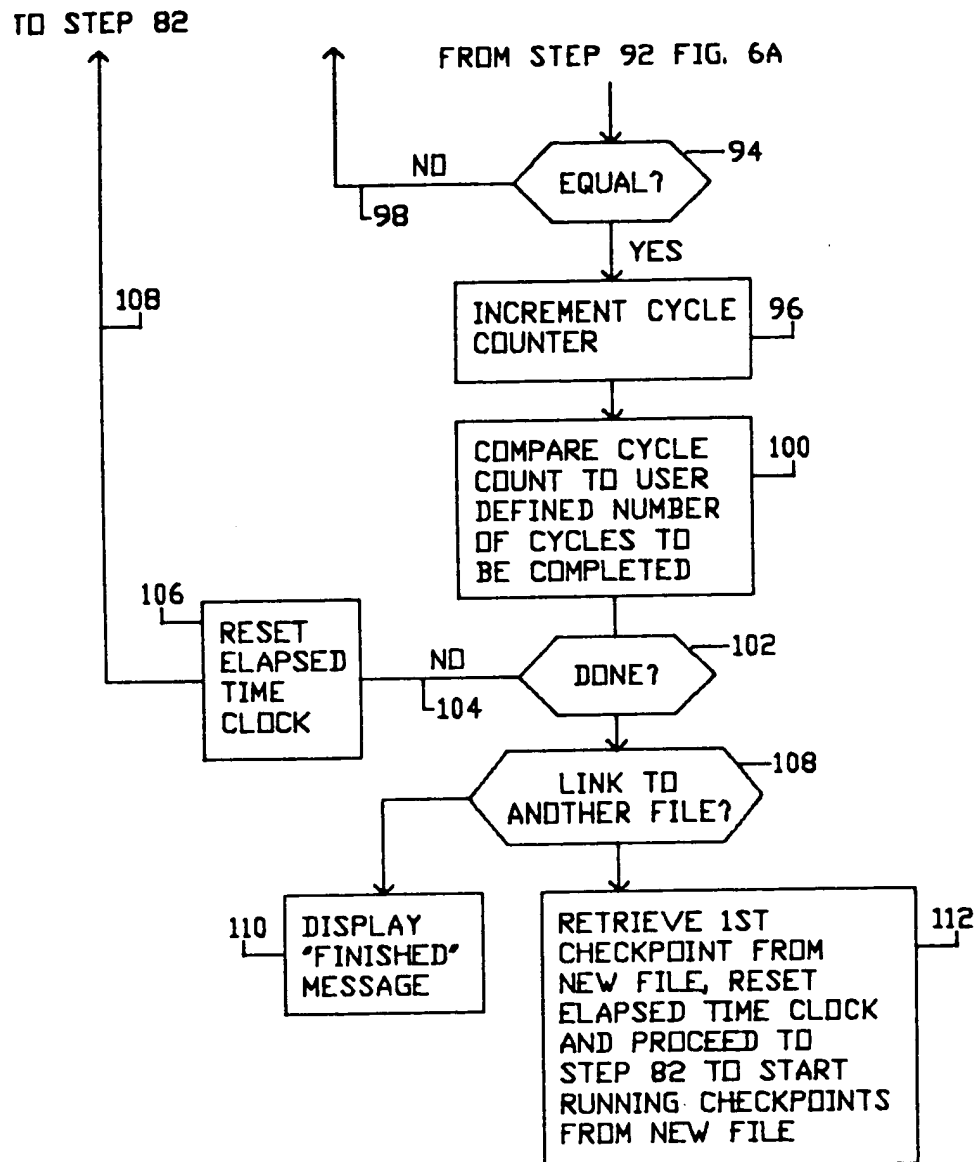 TO STEP 82
FROM STEP 92 FIG. 6A
94
NO
EQUAL?
98
YES
108
INCREMENT CYCLE
COUNTER
96
COMPARE CYCLE
COUNT TO USER
DEFINED NUMBER
OF CYCLES TO
BE COMPLETED
100
106
RESET
ELAPSED
TIME
CLOCK
NO
104
DONE?
102
LINK TO
ANOTHER FILE?
108
110
DISPLAY
"FINISHED"
MESSAGE
RETRIEVE 1ST
CHECKPOINT FROM
NEW FILE, RESET
ELAPSED TIME CLOCK
AND PROCEED TO
STEP 82 TO START
RUNNING CHECKPOINTS
FROM NEW FILE
112